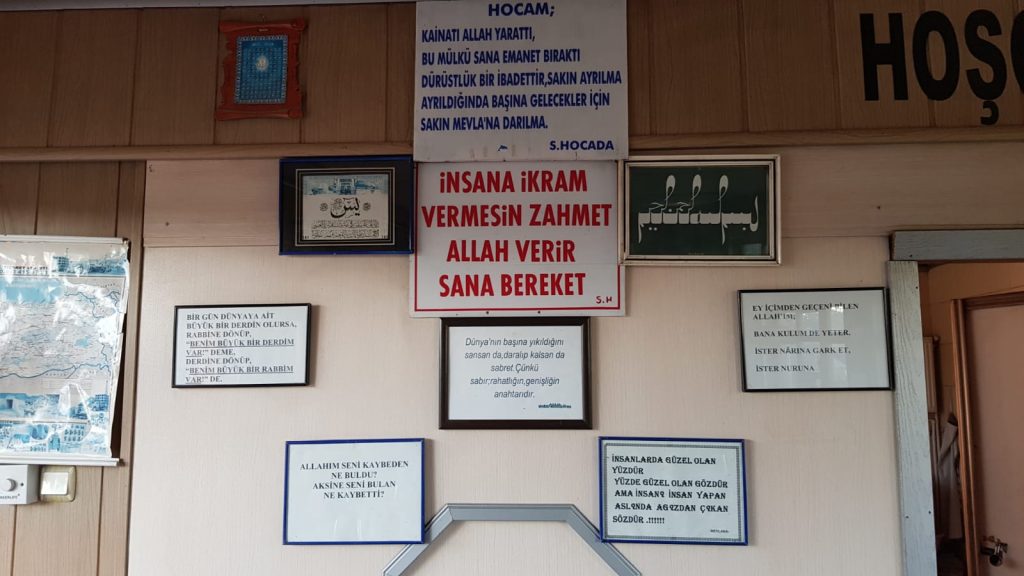 HOCAM;
KAİNATI ALLAH YARATTI,
BU MÜLKÜ SANA EMANET BIRAKTI
DÜRÜSTLÜK BİR İBADETTİR,SAKIN AYRILMA
AYRILDIĞINDA BAŞINA GELECEKLER İÇİN
SAKIN MEVLA'NA DARILMA.
S.HOCADA
HOŞ
İNSANA İKRAM
VERMESİN ZAHMET
ALLAH VERİR
SANA BEREKET
S.H
يس
بسم الله الرحمن الرحيم
BİR GÜN DÜNYAYA AİT
BÜYÜK BİR DERDİN OLURSA,
RABBİNE DÖNÜP,
“BENİM BÜYÜK BİR DERDİM
VAR!” DEME,
DERDİNE DÖNÜP,
“BENİM BÜYÜK BİR RABBİM
VAR!” DE.
Dünya'nın başına yıkıldığını
sansan da,daralıp kalsan da
sabret.Çünkü
sabır;rahatlığın,genişliğin
anahtarıdır.
EY İÇİMDEN GEÇENİ BİLEN
ALLAH'IM;
BANA KULUM DE YETER,
İSTER NÂRINA GARK ET,
İSTER NURUNA
ALLAHIM SENİ KAYBEDEN
NE BULDU?
AKSİNE SENİ BULAN
NE KAYBETTİ?
İNSANLARDA GÜZEL OLAN
YÜZDÜR
YÜZDE GÜZEL OLAN GÖZDÜR
AMA İNSANI İNSAN YAPAN
ASLINDA AGIZDAN ÇIKAN
SÖZDÜR .!!!!!!